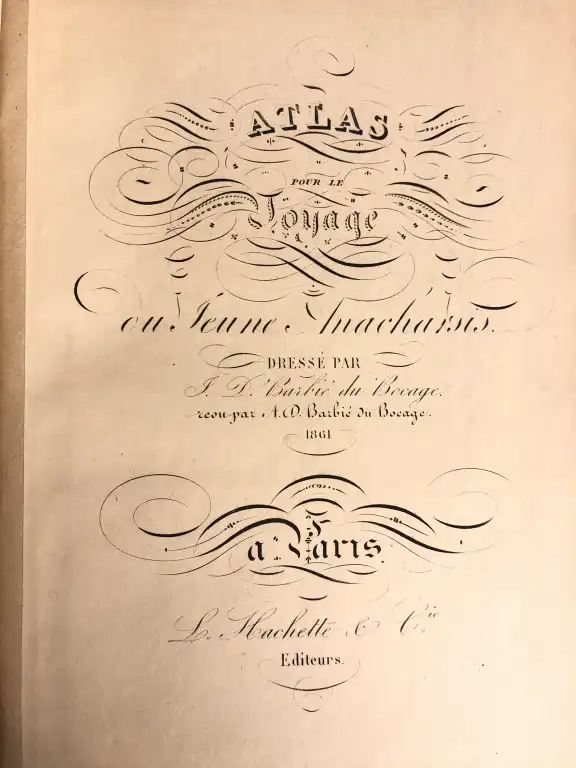 ATLAS
POUR LE
Voyage
du Jeune Anacharsis.
DRESSÉ PAR
J. D. Barbié du Bocage.
revu par A. D. Barbié du Bocage.
1861
a Paris,
L. Hachette & C.ie
Editeurs.